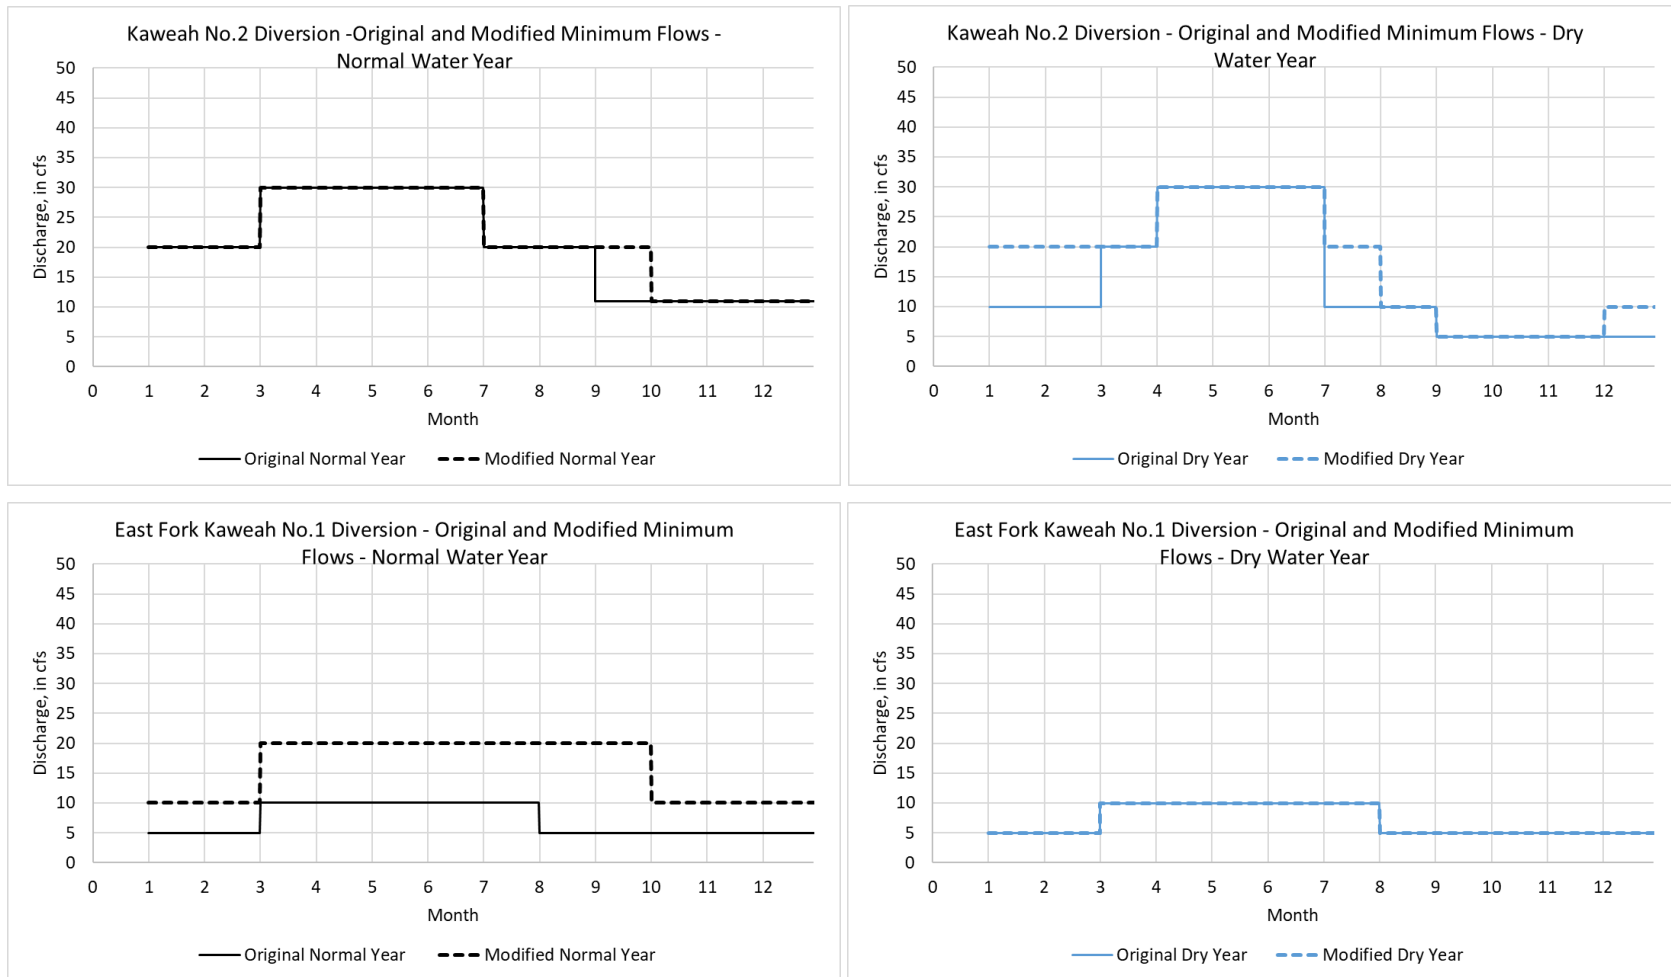 Kaweah No.2 Diversion -Original and Modified Minimum Flows -
Normal Water Year
50
45
40
35
30
25
20
15
10
5
0
Discharge, in cfs
0 1 2 3 4 5 6 7 8 9 10 11 12
Month
Original Normal Year Modified Normal Year
Kaweah No.2 Diversion - Original and Modified Minimum Flows - Dry
Water Year
50
45
40
35
30
25
20
15
10
5
0
Discharge, in cfs
0 1 2 3 4 5 6 7 8 9 10 11 12
Month
Original Dry Year Modified Dry Year
East Fork Kaweah No.1 Diversion - Original and Modified Minimum
Flows - Normal Water Year
50
45
40
35
30
25
20
15
10
5
0
Discharge, in cfs
0 1 2 3 4 5 6 7 8 9 10 11 12
Month
Original Normal Year Modified Normal Year
East Fork Kaweah No.1 Diversion - Original and Modified Minimum
Flows - Dry Water Year
50
45
40
35
30
25
20
15
10
5
0
Discharge, in cfs
0 1 2 3 4 5 6 7 8 9 10 11 12
Month
Original Dry Year Modified Dry Year